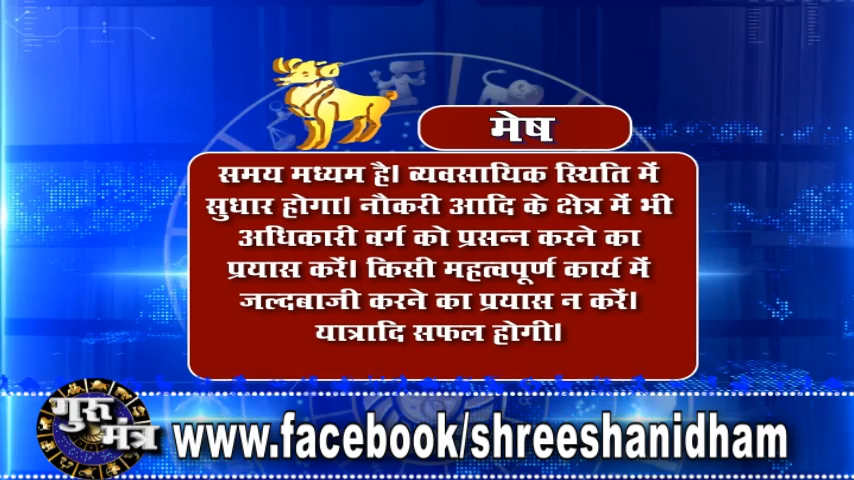 मेष
समय मध्यम है। व्यवसायिक स्थिति में
सुधार होगा। नौकरी आदि के क्षेत्र में भी
अधिकारी वर्ग को प्रसन्न करने का
प्रयास करें। किसी महत्वपूर्ण कार्य में
जल्दबाजी करने का प्रयास न करें।
यात्रादि सफल होगी।
गुरु
मंत्र
www.facebook/shreeshanidham